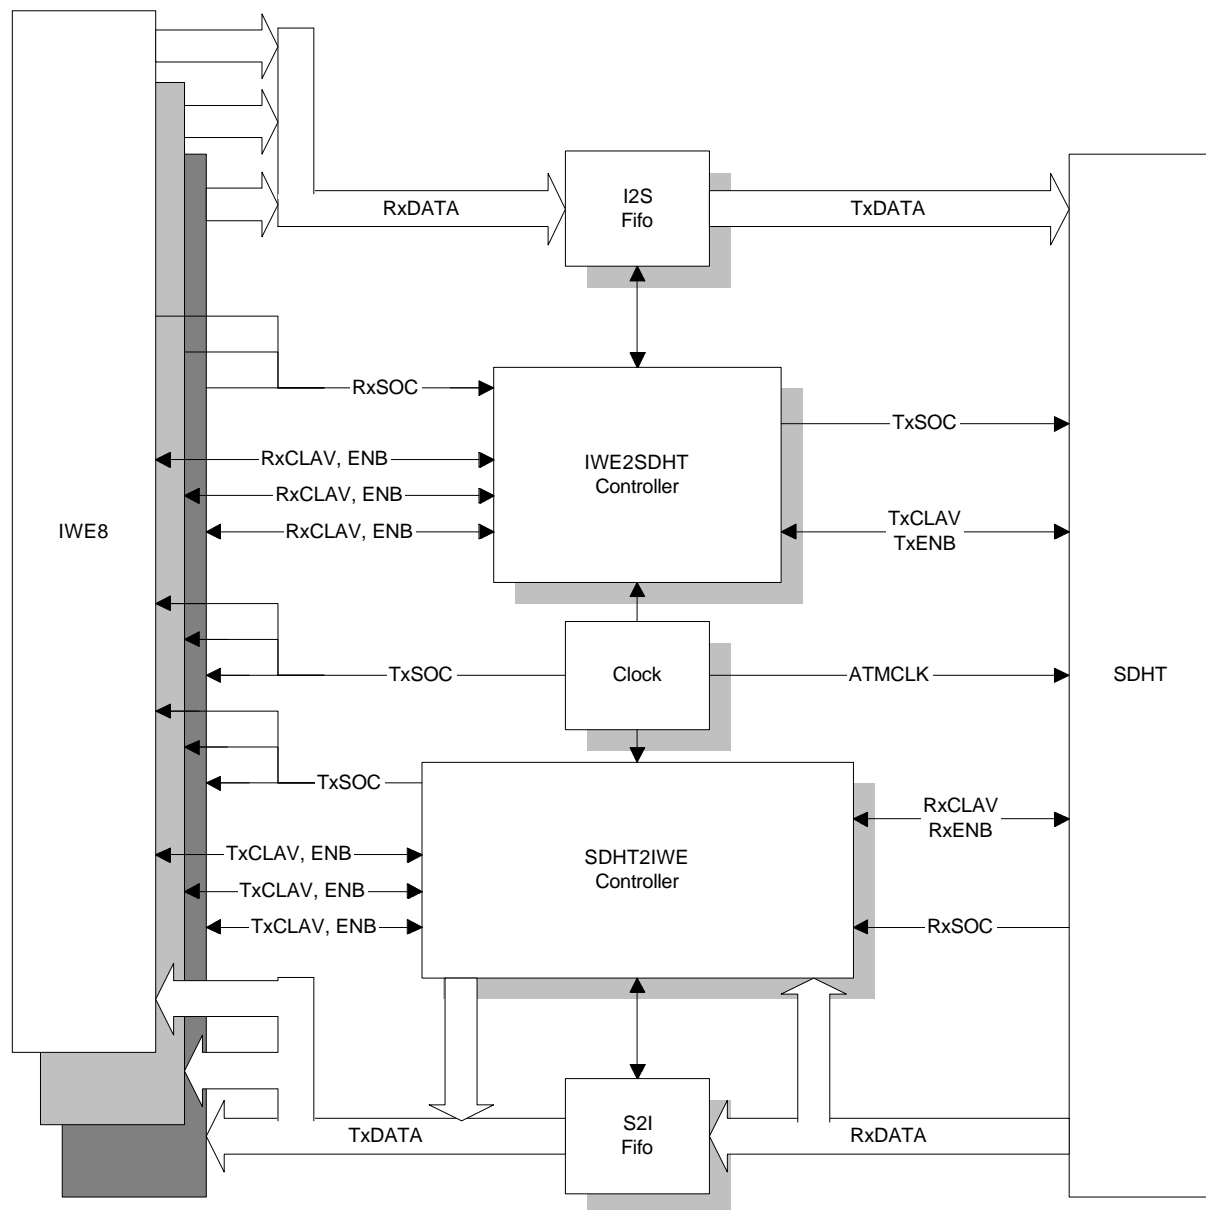 I2S
Fifo
RxDATA
TxDATA
RxSOC
TxSOC
RxCLAV, ENB
IWE2SDHT
Controller
RxCLAV, ENB
RxCLAV, ENB
TxCLAV
TxENB
IWE8
TxSOC
Clock
ATMCLK
SDHT
TxSOC
RxCLAV
RxENB
TxCLAV, ENB
SDHT2IWE
Controller
TxCLAV, ENB
TxCLAV, ENB
RxSOC
TxDATA
S2I
Fifo
RxDATA